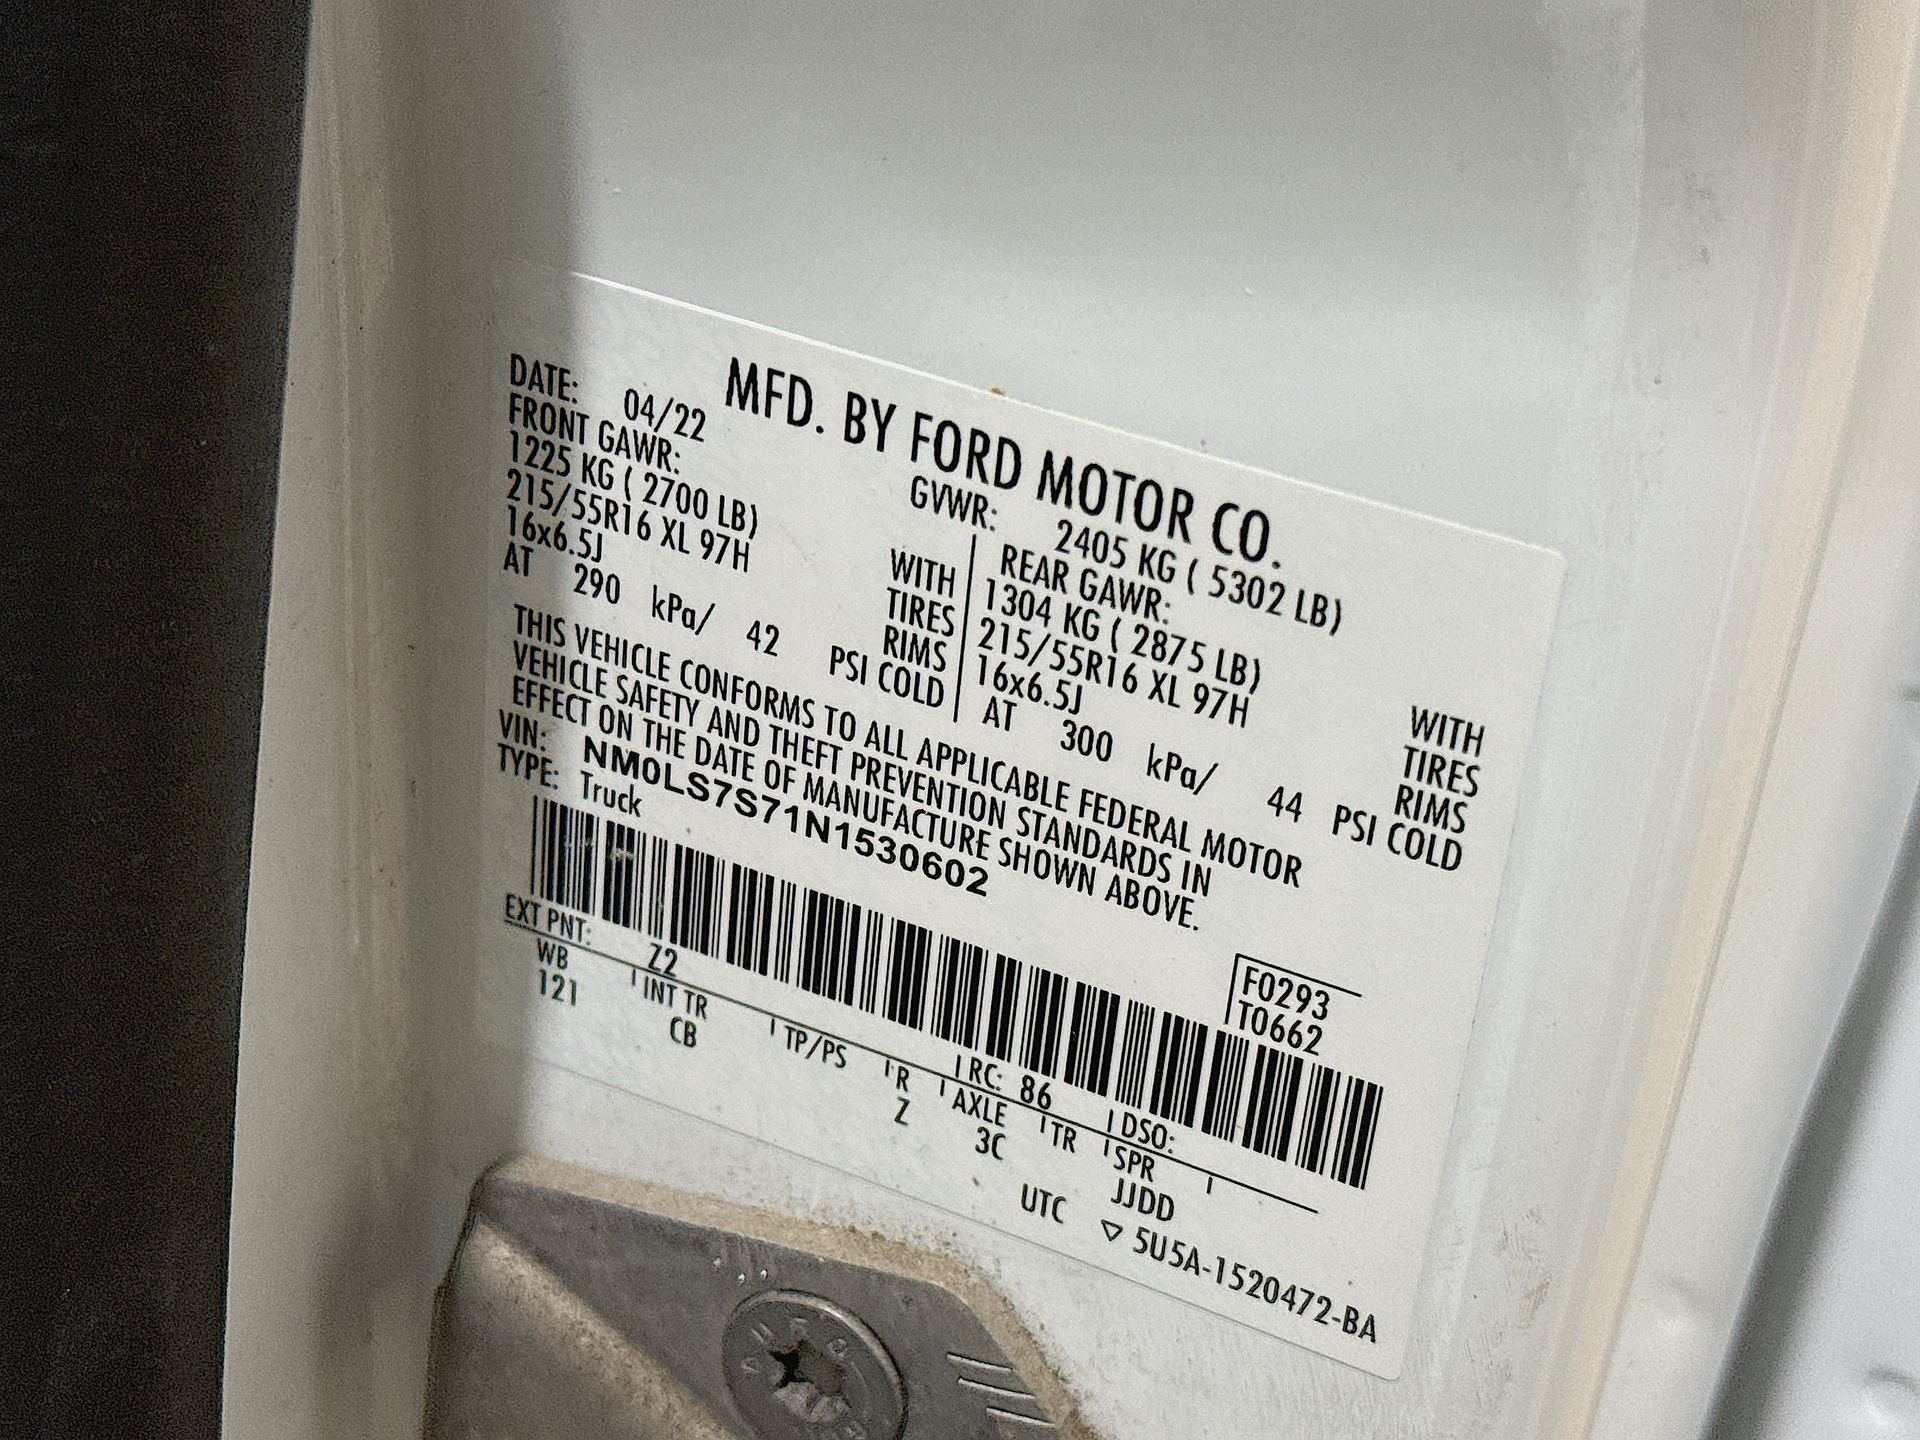 MFD. BY FORD MOTOR CO.
DATE: 04/22 GVWR: 2405 KG ( 5302 LB)
FRONT GAWR: REAR GAWR:
1225 KG ( 2700 LB) WITH 1304 KG ( 2875 LB) WITH
215/55R16 XL 97H TIRES 215/55R16 XL 97H TIRES
16x6.5J RIMS 16x6.5J RIMS
AT 290 kPa/ 42 PSI COLD AT 300 kPa/ 44 PSI COLD
THIS VEHICLE CONFORMS TO ALL APPLICABLE FEDERAL MOTOR
VEHICLE SAFETY AND THEFT PREVENTION STANDARDS IN
EFFECT ON THE DATE OF MANUFACTURE SHOWN ABOVE.
VIN: NM0LS7S71N1530602
TYPE: Truck
F0293
T0662
EXT PNT: Z2 RC: 86 DSO:
WB INT TR TP/PS R AXLE TR SPR
121 CB Z 3C JJDD
UTC ▽ 5U5A-1520472-BA